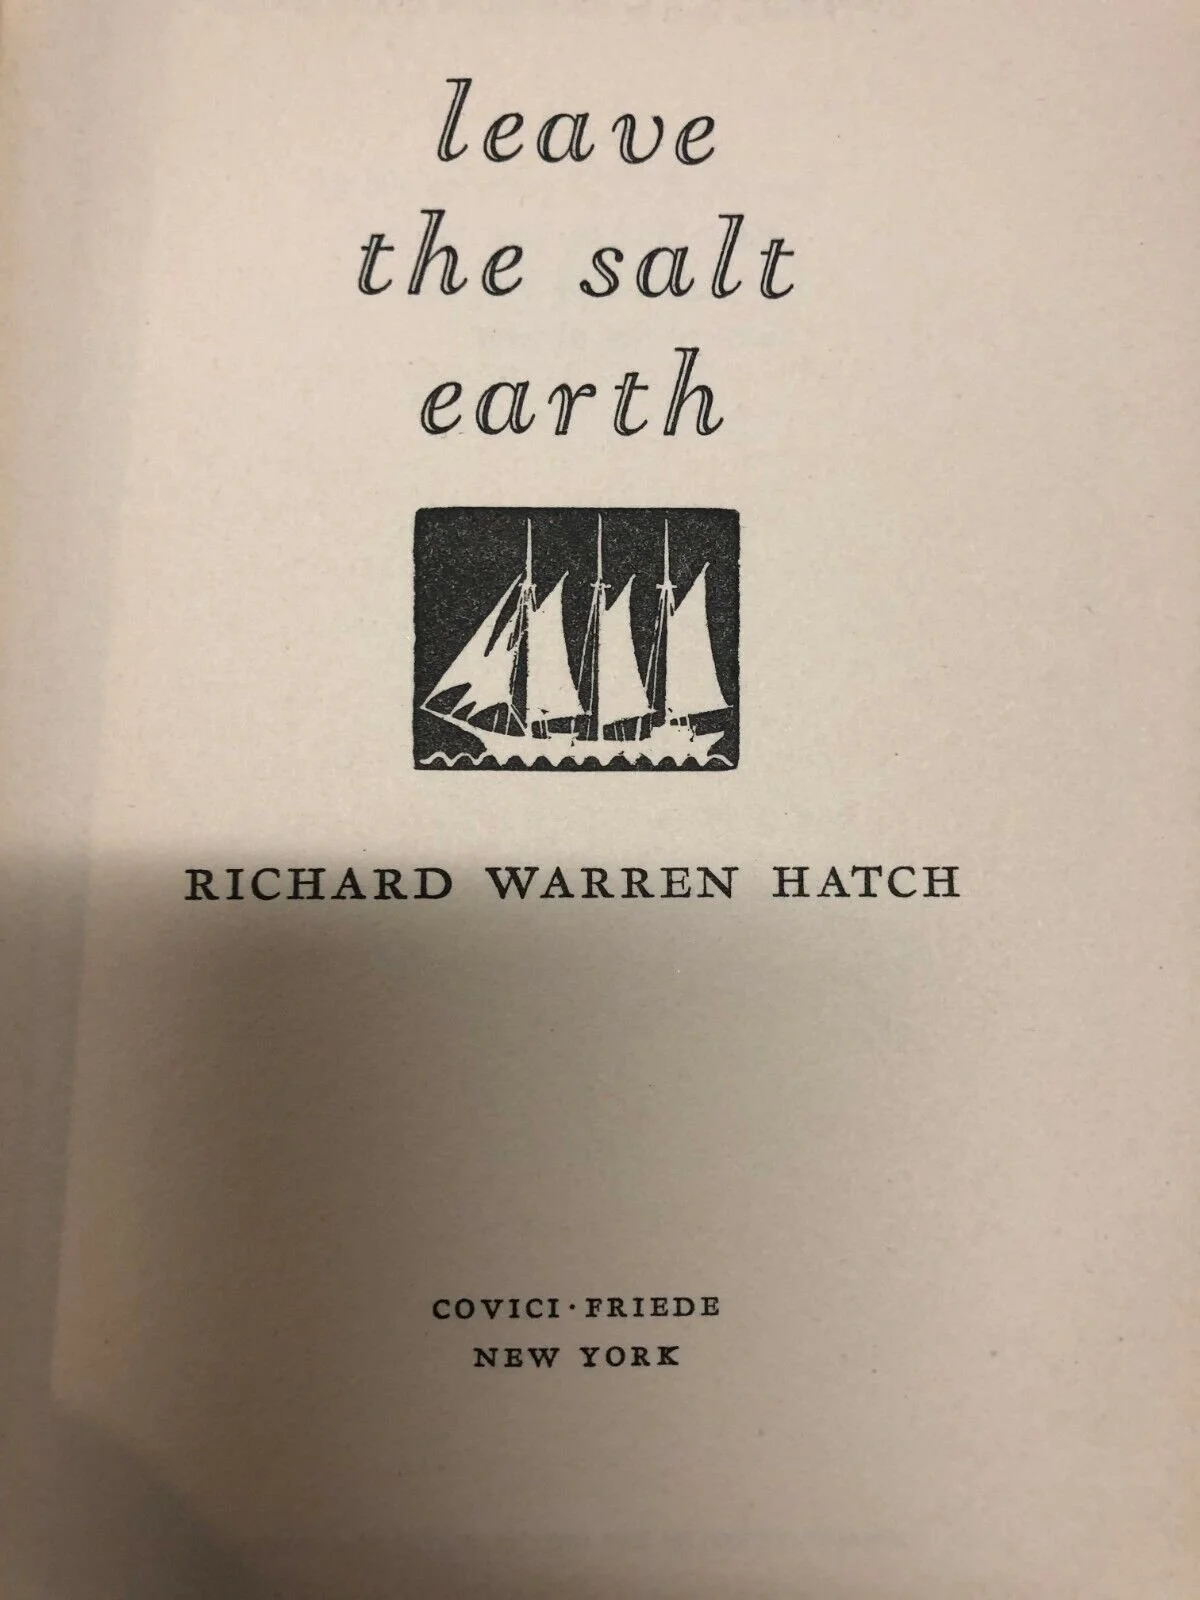 leave
the salt
earth
RICHARD WARREN HATCH
COVICI·FRIEDE
NEW YORK